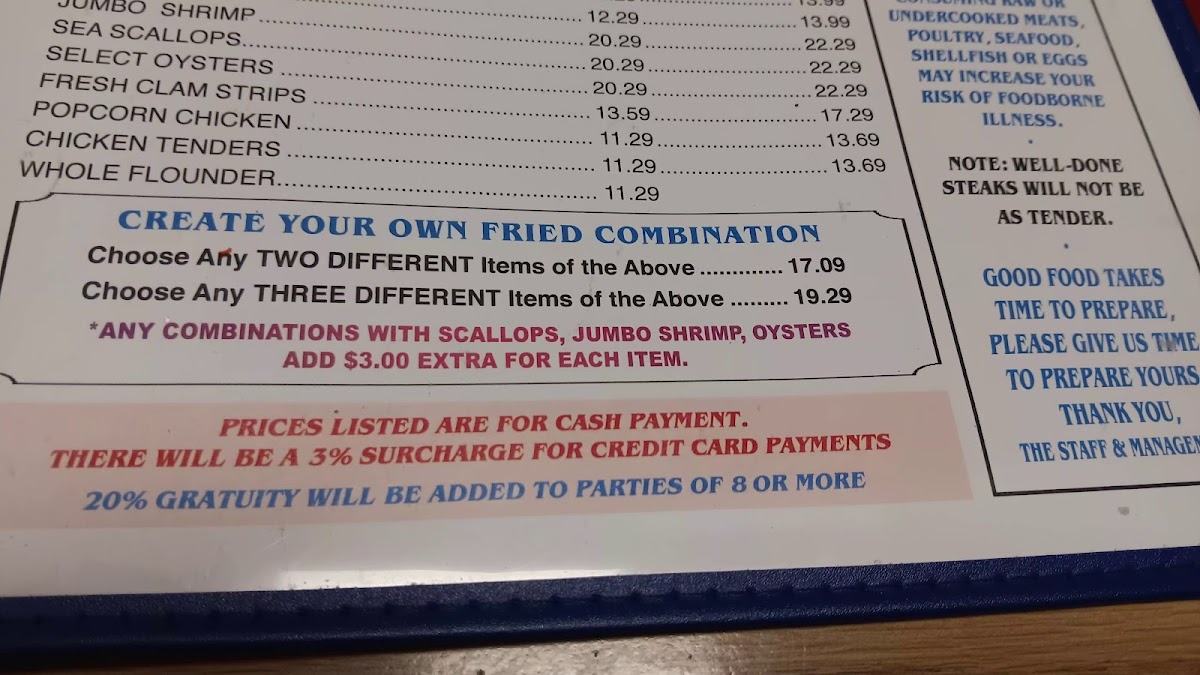 12.29 13.99
JUMBO SHRIMP 20.29 22.29
SEA SCALLOPS 20.29 22.29
SELECT OYSTERS 20.29 22.29
FRESH CLAM STRIPS 13.59 17.29
POPCORN CHICKEN 11.29 13.69
CHICKEN TENDERS 11.29 13.69
WHOLE FLOUNDER 11.29
CREATE YOUR OWN FRIED COMBINATION
Choose Any TWO DIFFERENT Items of the Above ............. 17.09
Choose Any THREE DIFFERENT Items of the Above ......... 19.29
*ANY COMBINATIONS WITH SCALLOPS, JUMBO SHRIMP, OYSTERS
ADD $3.00 EXTRA FOR EACH ITEM.
PRICES LISTED ARE FOR CASH PAYMENT.
THERE WILL BE A 3% SURCHARGE FOR CREDIT CARD PAYMENTS
20% GRATUITY WILL BE ADDED TO PARTIES OF 8 OR MORE
CONSUMING RAW OR
UNDERCOOKED MEATS,
POULTRY, SEAFOOD,
SHELLFISH OR EGGS
MAY INCREASE YOUR
RISK OF FOODBORNE
ILLNESS.
NOTE: WELL-DONE
STEAKS WILL NOT BE
AS TENDER.
GOOD FOOD TAKES
TIME TO PREPARE,
PLEASE GIVE US TIME
TO PREPARE YOURS
THANK YOU,
THE STAFF &